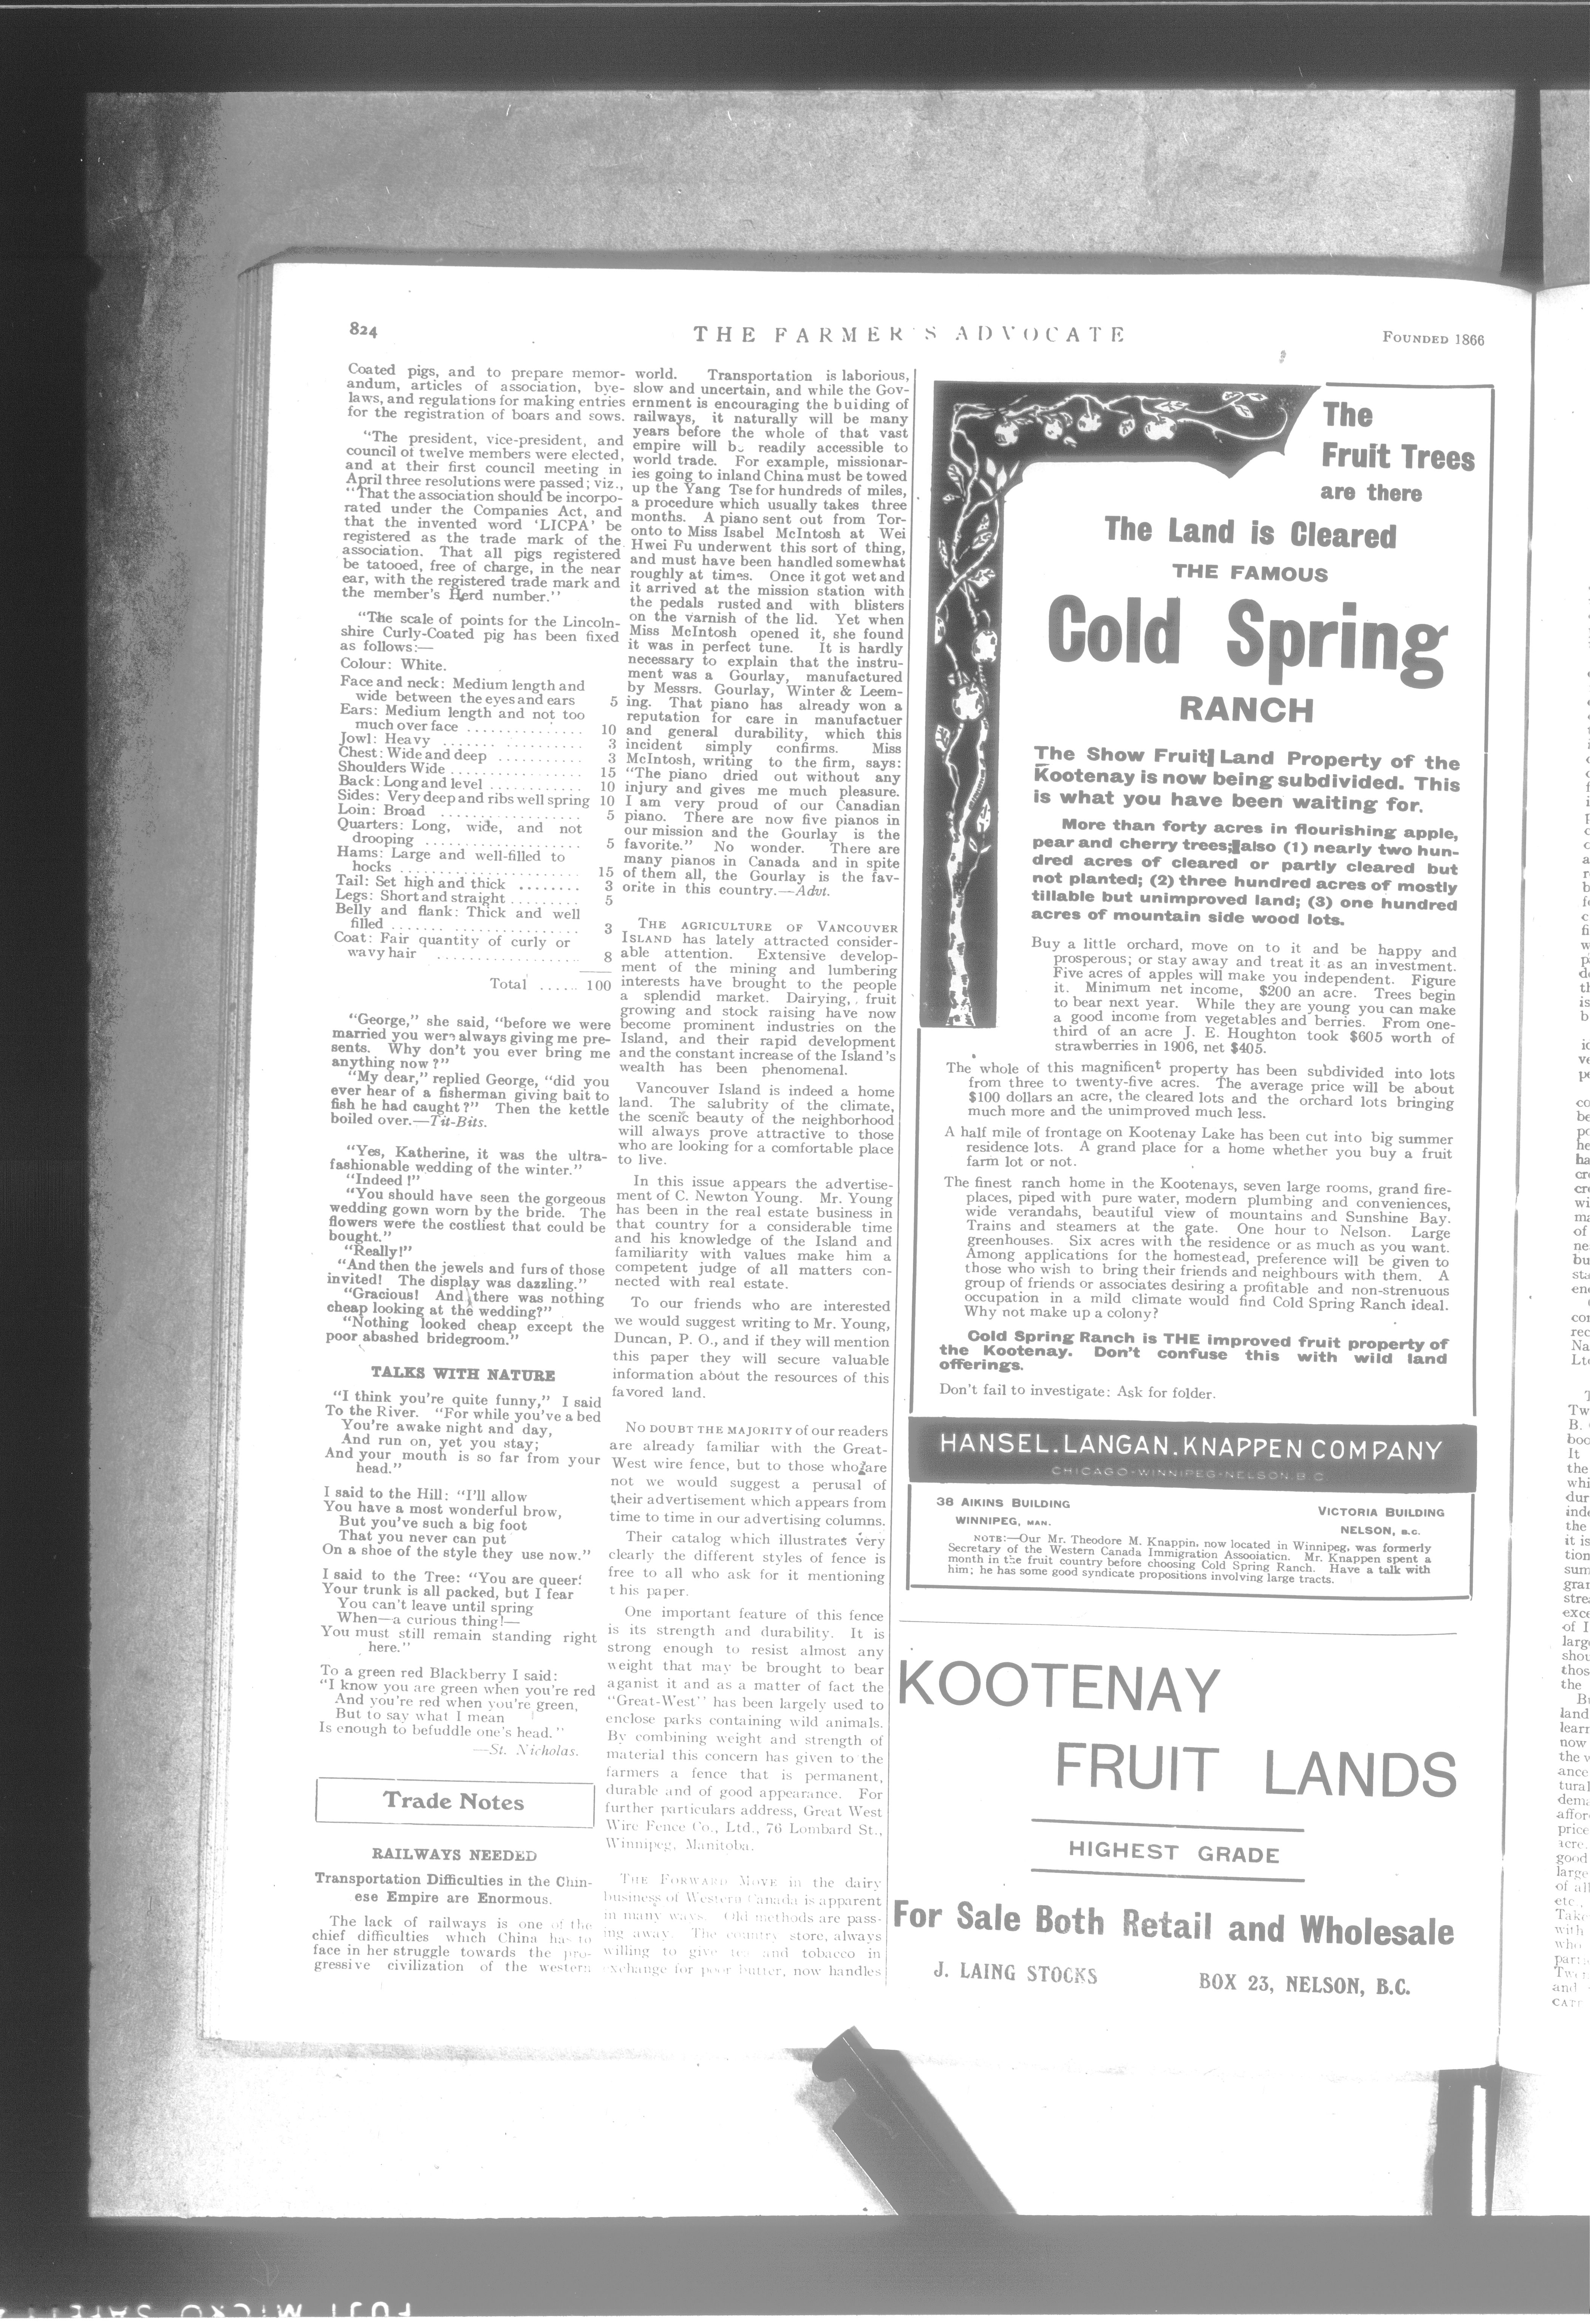 824
THE FARMER'S ADVOCATE
FOUNDED 1866
Coated pigs, and to prepare memor-
andum, articles of association, bye-
laws, and regulations for making entries
for the registration of boars and sows.
"The president, vice-president, and
council of twelve members were elected,
and at their first council meeting in
April three resolutions were passed; viz.,
"That the association should be incorpo-
rated under the Companies Act, and
that the invented word 'LICPA' be
registered as the trade mark of the
association. That all pigs registered
be tatooed, free of charge, in the near
ear, with the registered trade mark and
the member's Herd number."
"The scale of points for the Lincoln-
shire Curly-Coated pig has been fixed
as follows:—
Colour: White.
Face and neck: Medium length and
wide between the eyes and ears 5
Ears: Medium length and not too
much over face .............. 10
Jowl: Heavy .............. 3
Chest: Wide and deep ........... 3
Shoulders Wide ................. 15
Back: Long and level ............ 10
Sides: Very deep and ribs well spring 10
Loin: Broad .................. 5
Quarters: Long, wide, and not
drooping .................... 5
Hams: Large and well-filled to
hocks ....................... 15
Tail: Set high and thick ........ 3
Legs: Short and straight ......... 5
Belly and flank: Thick and well
filled ........................ 3
Coat: Fair quantity of curly or
wavy hair .................. 8
Total ...... 100
"George," she said, "before we were
married you were always giving me pre-
sents. Why don't you ever bring me
anything now?"
"My dear," replied George, "did you
ever hear of a fisherman giving bait to
fish he had caught?" Then the kettle
boiled over.—Tit-Bits.
"Yes, Katherine, it was the ultra-
fashionable wedding of the winter."
"Indeed!"
"You should have seen the gorgeous
wedding gown worn by the bride. The
flowers were the costliest that could be
bought."
"Really!"
"And then the jewels and furs of those
invited! The display was dazzling."
"Gracious! And there was nothing
cheap looking at the wedding?"
"Nothing looked cheap except the
poor abashed bridegroom."
TALKS WITH NATURE
"I think you're quite funny," I said
To the River. "For while you've a bed
You're awake night and day,
And run on, yet you stay;
And your mouth is so far from your
head."
I said to the Hill: "I'll allow
You have a most wonderful brow,
But you've such a big foot
That you never can put
On a shoe of the style they use now."
I said to the Tree: "You are queer!
Your trunk is all packed, but I fear
You can't leave until spring
When—a curious thing!—
You must still remain standing right
here."
To a green red Blackberry I said:
"I know you are green when you're red
And you're red when you're green,
But to say what I mean
Is enough to befuddle one's head."
—St. Nicholas.
Trade Notes
RAILWAYS NEEDED
Transportation Difficulties in the Chin-
ese Empire are Enormous.
The lack of railways is one of the
chief difficulties which China has to
face in her struggle towards the pro-
gressive civilization of the western
world. Transportation is laborious,
slow and uncertain, and while the Gov-
ernment is encouraging the buiding of
railways, it naturally will be many
years before the whole of that vast
empire will be readily accessible to
world trade. For example, missionar-
ies going to inland China must be towed
up the Yang Tse for hundreds of miles,
a procedure which usually takes three
months. A piano sent out from Tor-
onto to Miss Isabel McIntosh at Wei
Hwei Fu underwent this sort of thing,
and must have been handled somewhat
roughly at times. Once it got wet and
it arrived at the mission station with
the pedals rusted and with blisters
on the varnish of the lid. Yet when
Miss McIntosh opened it, she found
it was in perfect tune. It is hardly
necessary to explain that the instru-
ment was a Gourlay, manufactured
by Messrs. Gourlay, Winter & Leem-
ing. That piano has already won a
reputation for care in manufactuer
and general durability, which this
incident simply confirms. Miss
McIntosh, writing to the firm, says:
"The piano dried out without any
injury and gives me much pleasure.
I am very proud of our Canadian
piano. There are now five pianos in
our mission and the Gourlay is the
favorite." No wonder. There are
many pianos in Canada and in spite
of them all, the Gourlay is the fav-
orite in this country.—Advt.
THE AGRICULTURE OF VANCOUVER
ISLAND has lately attracted consider-
able attention. Extensive develop-
ment of the mining and lumbering
interests have brought to the people
a splendid market. Dairying, fruit
growing and stock raising have now
become prominent industries on the
Island, and their rapid development
and the constant increase of the Island's
wealth has been phenomenal.
Vancouver Island is indeed a home
land. The salubrity of the climate,
the scenic beauty of the neighborhood
will always prove attractive to those
who are looking for a comfortable place
to live.
In this issue appears the advertise-
ment of C. Newton Young. Mr. Young
has been in the real estate business in
that country for a considerable time
and his knowledge of the Island and
familiarity with values make him a
competent judge of all matters con-
nected with real estate.
To our friends who are interested
we would suggest writing to Mr. Young,
Duncan, P. O., and if they will mention
this paper they will secure valuable
information about the resources of this
favored land.
NO DOUBT THE MAJORITY of our readers
are already familiar with the Great-
West wire fence, but to those who are
not we would suggest a perusal of
their advertisement which appears from
time to time in our advertising columns.
Their catalog which illustrates very
clearly the different styles of fence is
free to all who ask for it mentioning
this paper.
One important feature of this fence
is its strength and durability. It is
strong enough to resist almost any
weight that may be brought to bear
aganist it and as a matter of fact the
"Great-West" has been largely used to
enclose parks containing wild animals.
By combining weight and strength of
material this concern has given to the
farmers a fence that is permanent,
durable and of good appearance. For
further particulars address, Great West
Wire Fence Co., Ltd., 76 Lombard St.,
Winnipeg, Manitoba.
THE FORWARD MOVE in the dairy
business of Western Canada is apparent
in many ways. Old methods are pass-
ing away. The country store, always
willing to give tea and tobacco in
exchange for poor butter, now handles
The
Fruit Trees
are there
The Land is Cleared
THE FAMOUS
Cold Spring
RANCH
The Show Fruit Land Property of the
Kootenay is now being subdivided. This
is what you have been waiting for.
More than forty acres in flourishing apple,
pear and cherry trees; also (1) nearly two hun-
dred acres of cleared or partly cleared but
not planted; (2) three hundred acres of mostly
tillable but unimproved land; (3) one hundred
acres of mountain side wood lots.
Buy a little orchard, move on to it and be happy and
prosperous; or stay away and treat it as an investment.
Five acres of apples will make you independent. Figure
it. Minimum net income, $200 an acre. Trees begin
to bear next year. While they are young you can make
a good income from vegetables and berries. From one-
third of an acre J. E. Houghton took $605 worth of
strawberries in 1906, net $405.
The whole of this magnificent property has been subdivided into lots
from three to twenty-five acres. The average price will be about
$100 dollars an acre, the cleared lots and the orchard lots bringing
much more and the unimproved much less.
A half mile of frontage on Kootenay Lake has been cut into big summer
residence lots. A grand place for a home whether you buy a fruit
farm lot or not.
The finest ranch home in the Kootenays, seven large rooms, grand fire-
places, piped with pure water, modern plumbing and conveniences,
wide verandahs, beautiful view of mountains and Sunshine Bay.
Trains and steamers at the gate. One hour to Nelson. Large
greenhouses. Six acres with the residence or as much as you want.
Among applications for the homestead, preference will be given to
those who wish to bring their friends and neighbours with them. A
group of friends or associates desiring a profitable and non-strenuous
occupation in a mild climate would find Cold Spring Ranch ideal.
Why not make up a colony?
Cold Spring Ranch is THE improved fruit property of
the Kootenay. Don't confuse this with wild land
offerings.
Don't fail to investigate: Ask for folder.
HANSEL. LANGAN. KNAPPEN COMPANY
CHICAGO-WINNIPEG-NELSON. B.C.
38 AIKINS BUILDING
WINNIPEG, MAN.
VICTORIA BUILDING
NELSON, B.C.
NOTE:—Our Mr. Theodore M. Knappin, now located in Winnipeg, was formerly
Secretary of the Western Canada Immigration Association. Mr. Knappen spent a
month in the fruit country before choosing Cold Spring Ranch. Have a talk with
him; he has some good syndicate propositions involving large tracts.
KOOTENAY
FRUIT LANDS
HIGHEST GRADE
For Sale Both Retail and Wholesale
J. LAING STOCKS
BOX 23, NELSON, B.C.